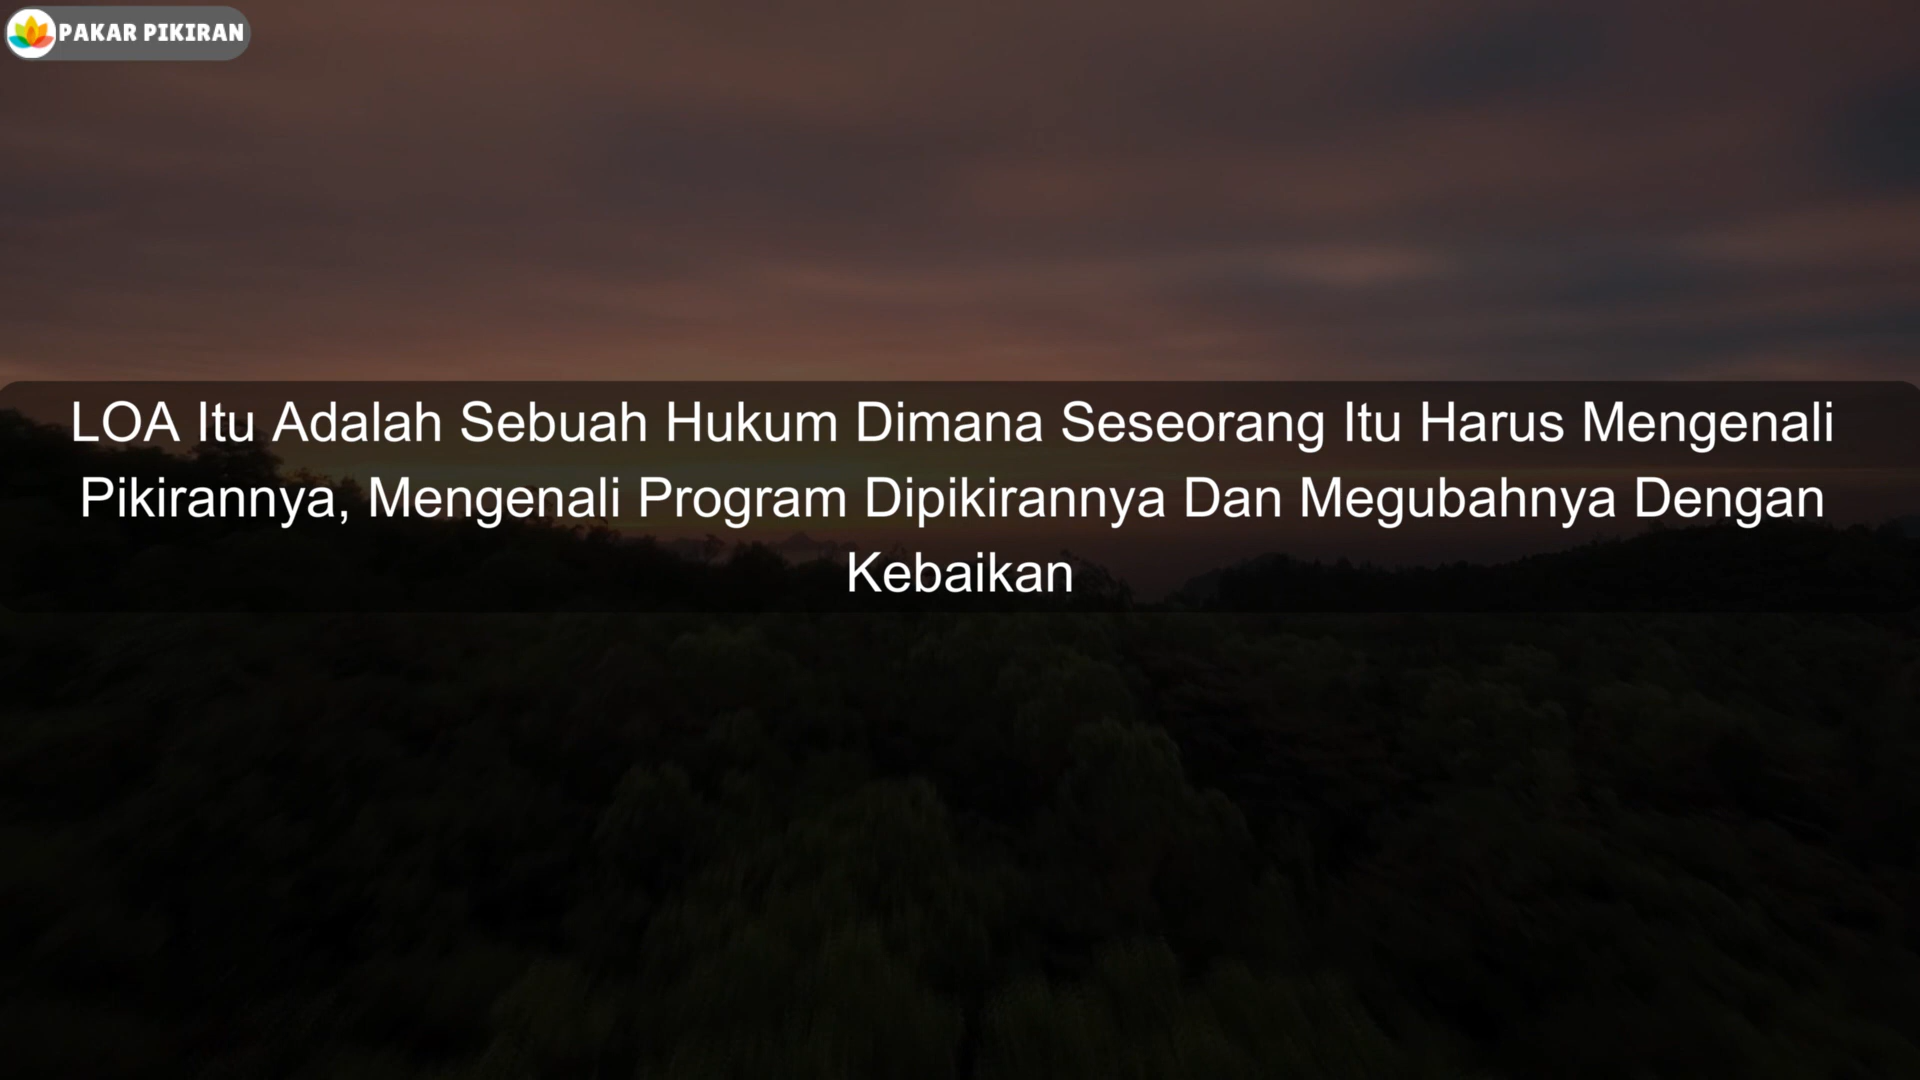 PAKAR PIKIRAN
LOA Itu Adalah Sebuah Hukum Dimana Seseorang Itu Harus Mengenali
Pikirannya, Mengenali Program Dipikirannya Dan Megubahnya Dengan
Kebaikan